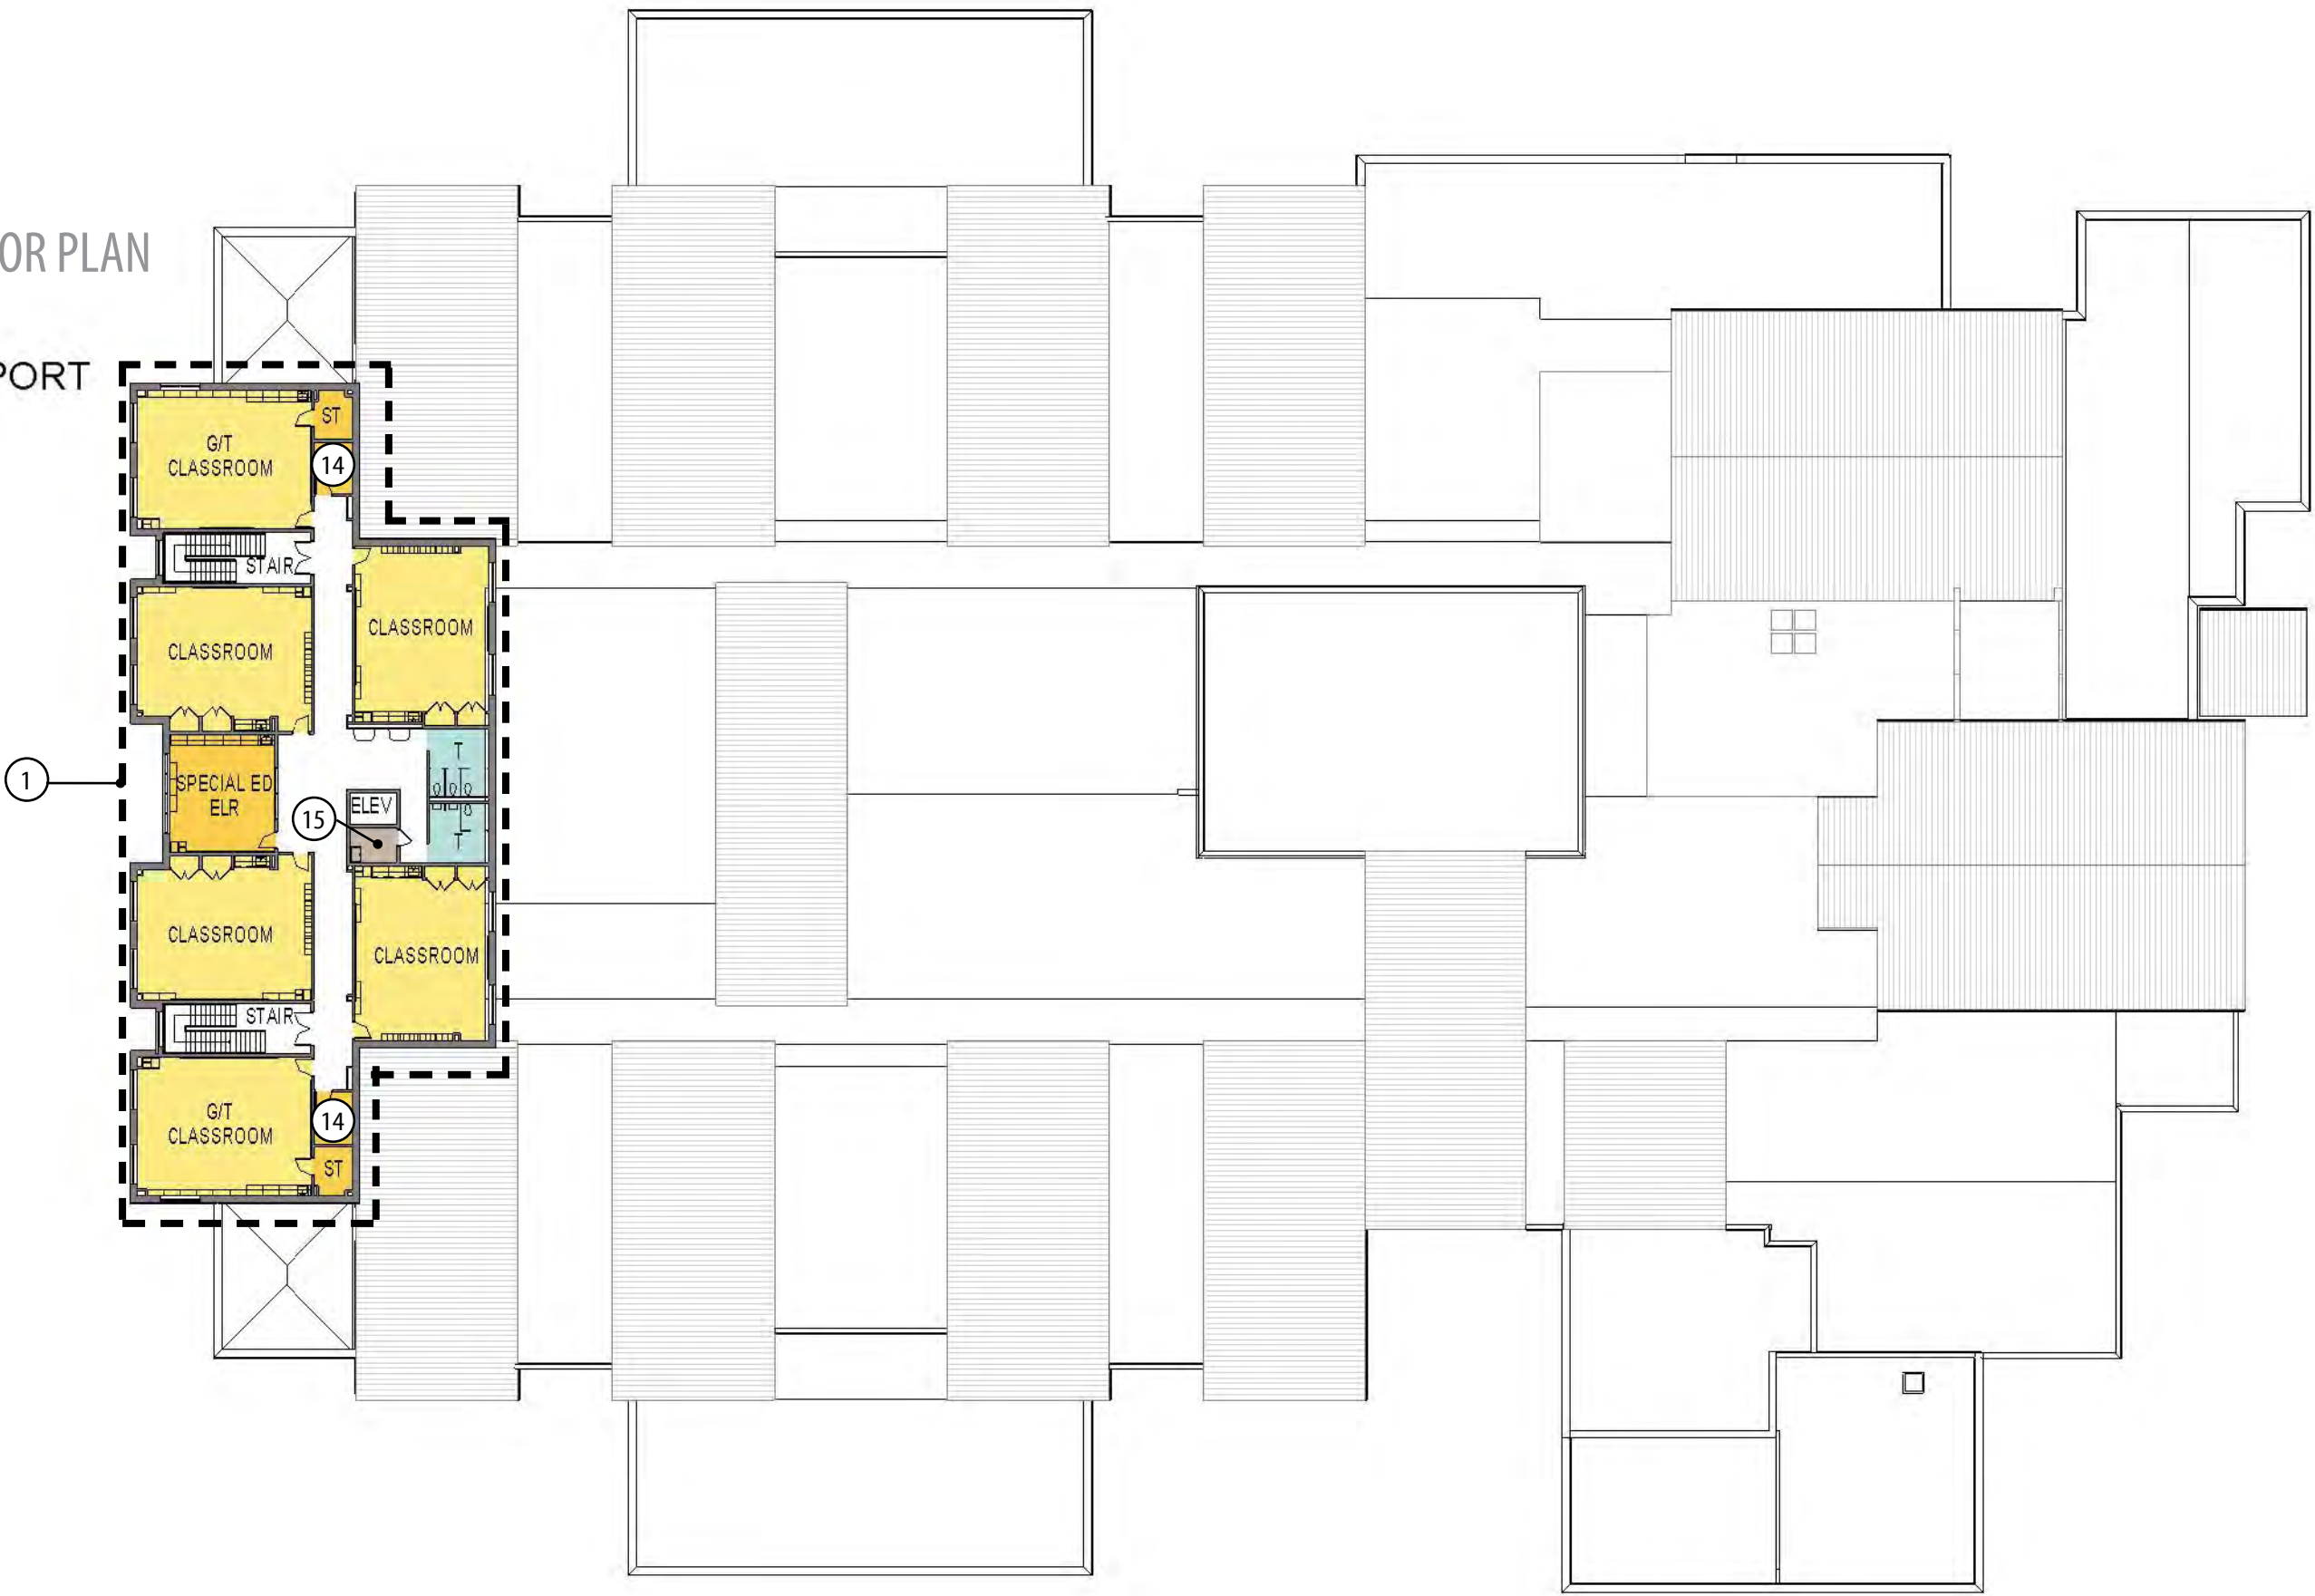 OR PLAN
PORT
ST
G/T
CLASSROOM
14
STAIR
CLASSROOM
CLASSROOM
1
SPECIAL ED
ELR
T
ELEV
15
T
CLASSROOM
CLASSROOM
STAIR
G/T
CLASSROOM
14
ST